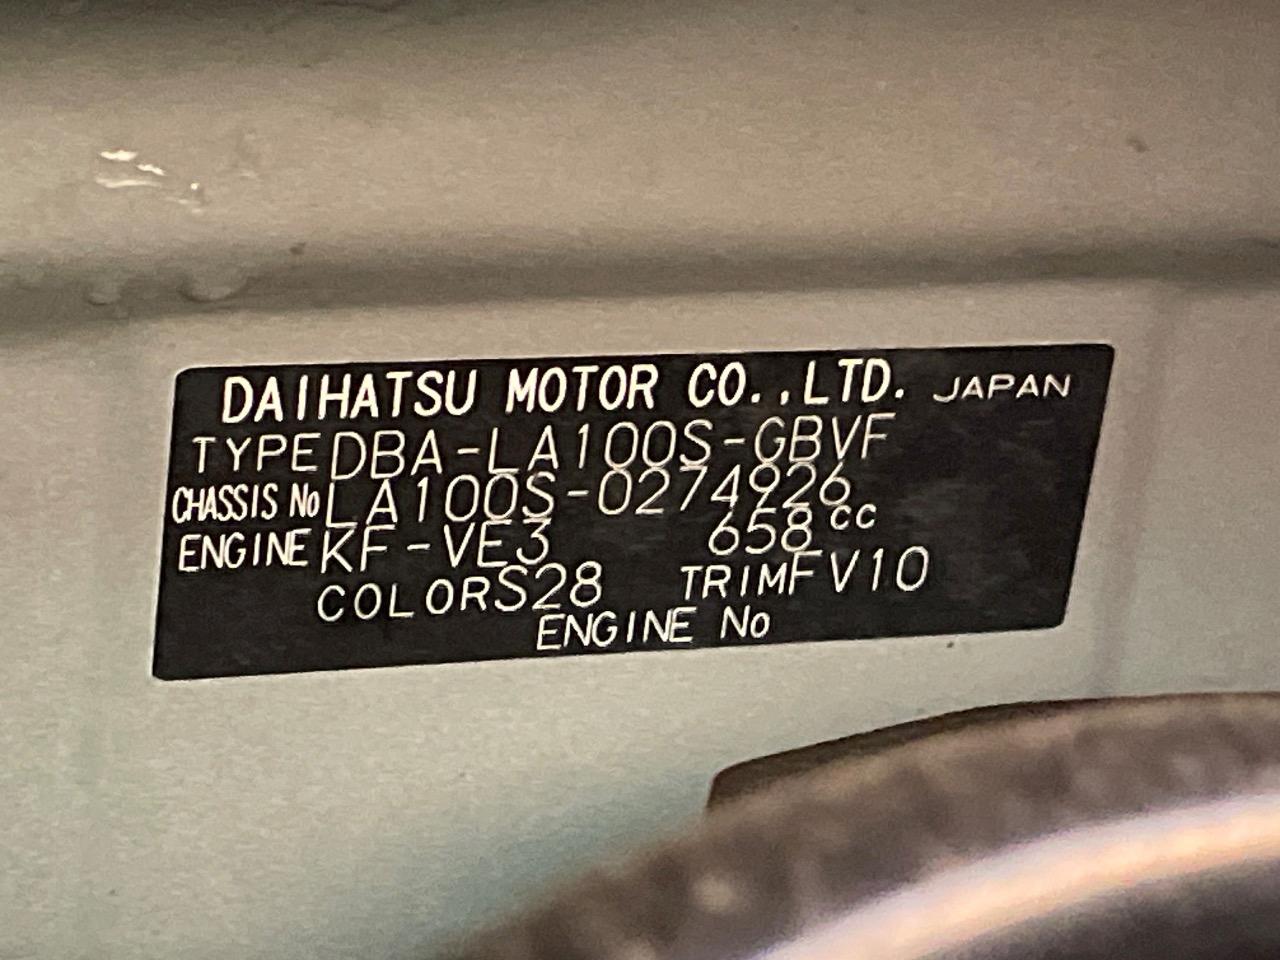 DAIHATSU MOTOR CO.,LTD. JAPAN
TYPE DBA-LA100S-GBVF
CHASSIS No LA100S-0274926
ENGINE KF-VE3 658cc
COLOR S28 TRIM FV10
ENGINE No